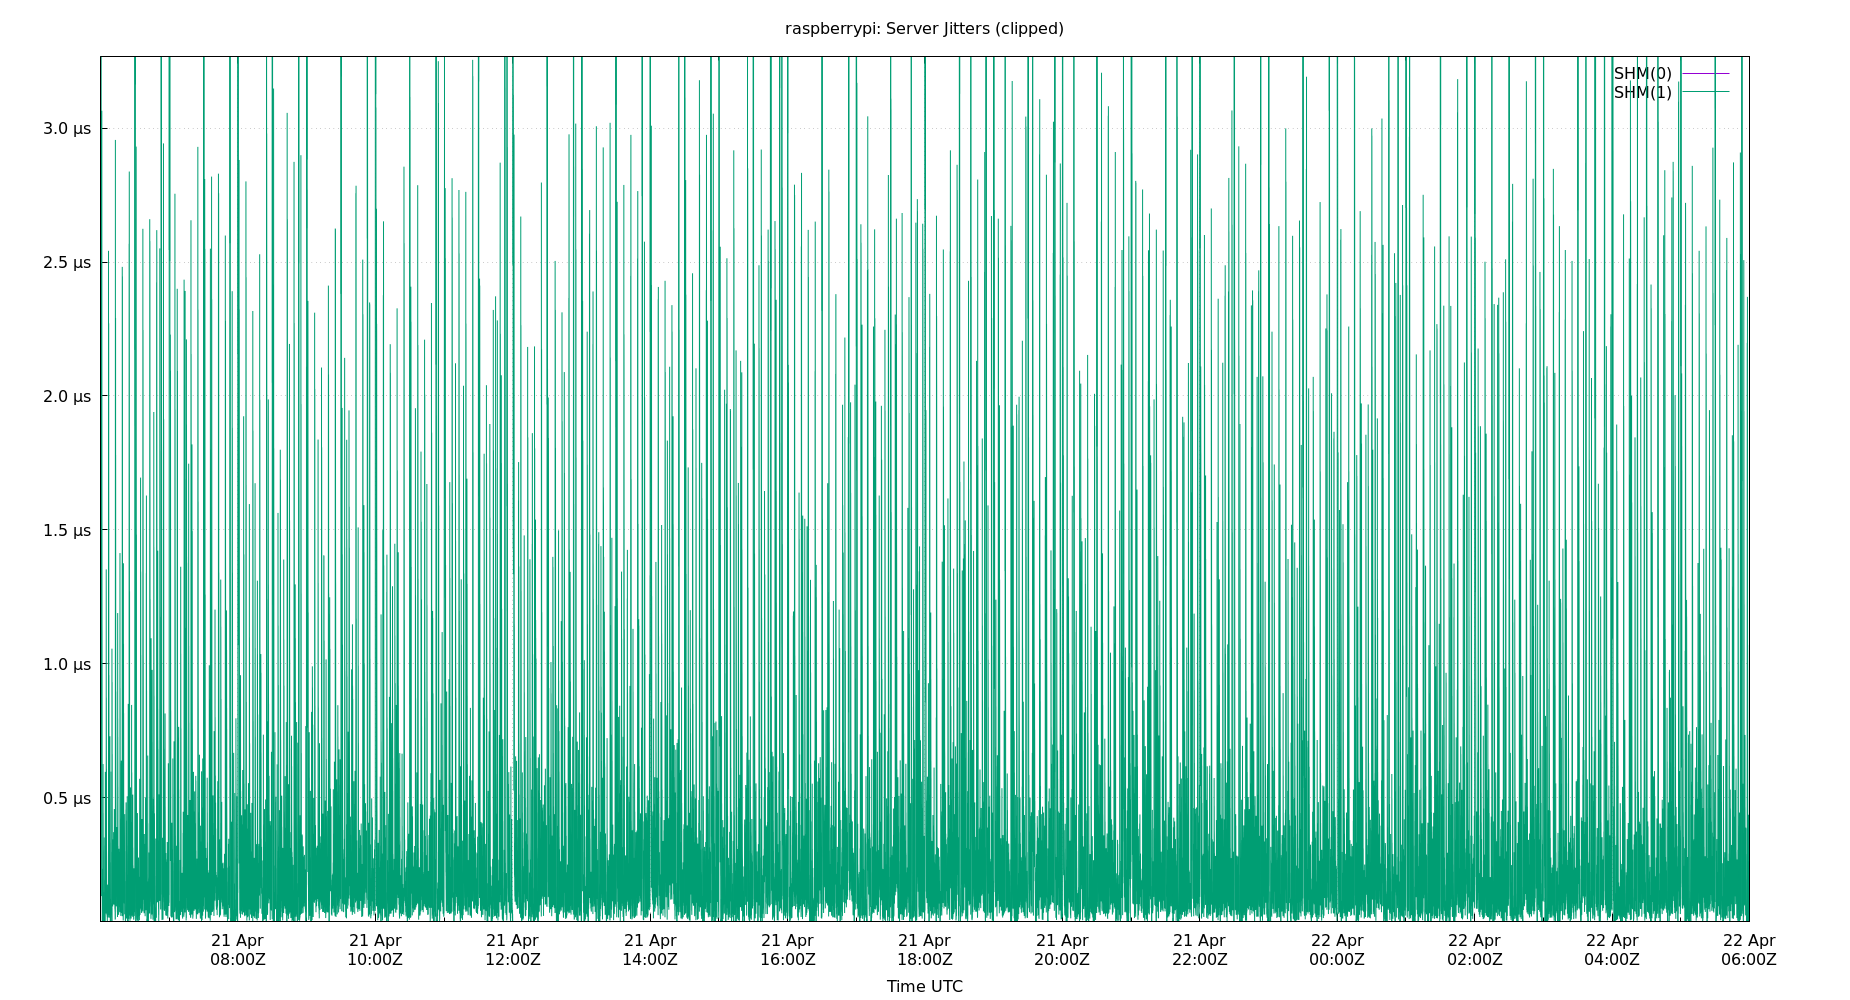 raspberrypi: Server Jitters (clipped)
SHM(0)
SHM(1)
3.0 µs
2.5 µs
2.0 µs
1.5 µs
1.0 µs
0.5 µs
21 Apr 21 Apr 21 Apr 21 Apr 21 Apr 21 Apr 21 Apr 21 Apr 22 Apr 22 Apr 22 Apr 22 Apr
08:00Z 10:00Z 12:00Z 14:00Z 16:00Z 18:00Z 20:00Z 22:00Z 00:00Z 02:00Z 04:00Z 06:00Z
Time UTC